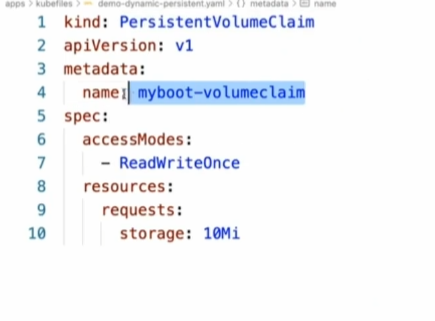 apps > kubefiles > demo-dynamic-persistent.yaml > {} metadata > name
1 kind: PersistentVolumeClaim
2 apiVersion: v1
3 metadata:
4   name: myboot-volumeclaim
5 spec:
6   accessModes:
7     - ReadWriteOnce
8   resources:
9     requests:
10       storage: 10Mi